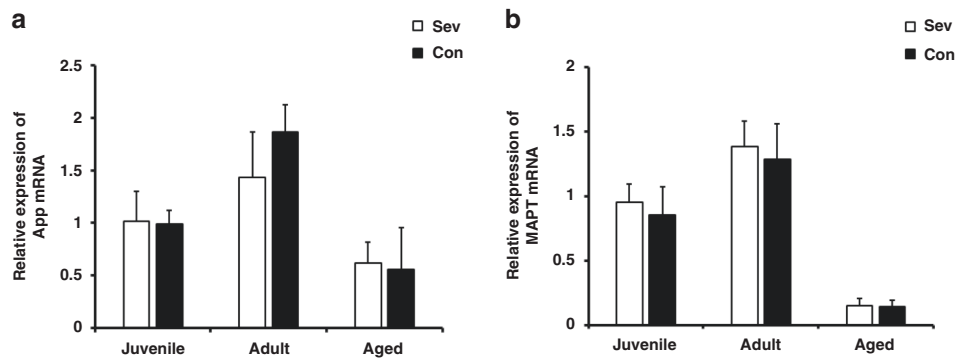 a
Sev
Con
2.5
2
1.5
1
0.5
0
Relative expression of
App mRNA
Juvenile
Adult
Aged
b
Sev
Con
2
1.5
1
0.5
0
Relative expression of
MAPT mRNA
Juvenile
Adult
Aged